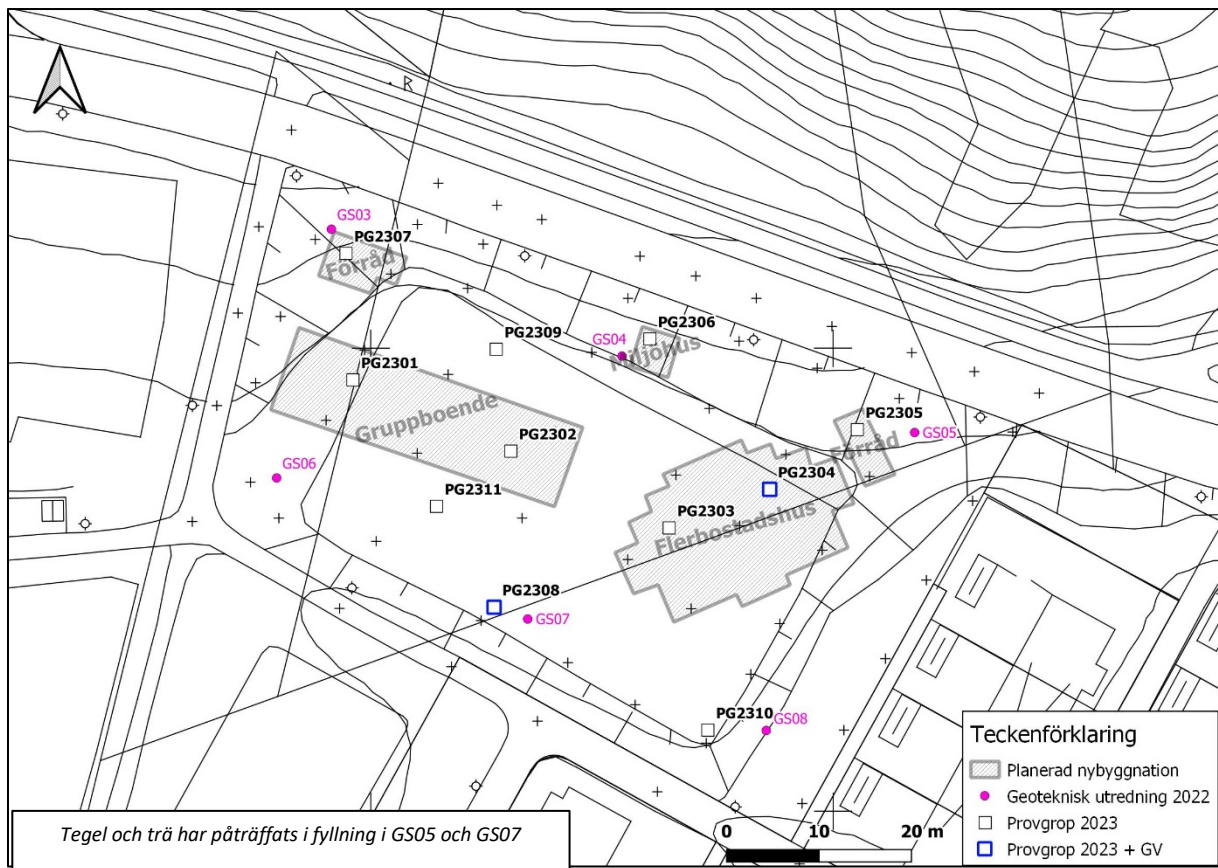 R
GS03
PG2307
Förråd
PG2309
GS04
PG2306
Miljöhus
PG2301
Gruppboende
PG2302
PG2305
GS05
Förråd
GS06
PG2311
PG2304
PG2303
Flerbostadshus
PG2308
GS07
PG2310
GS08
Teckenförklaring
Planerad nybyggnation
Geoteknisk utredning 2022
Provgrop 2023
Provgrop 2023 + GV
Tegel och trä har påträffats i fyllning i GS05 och GS07
0 10 20 m